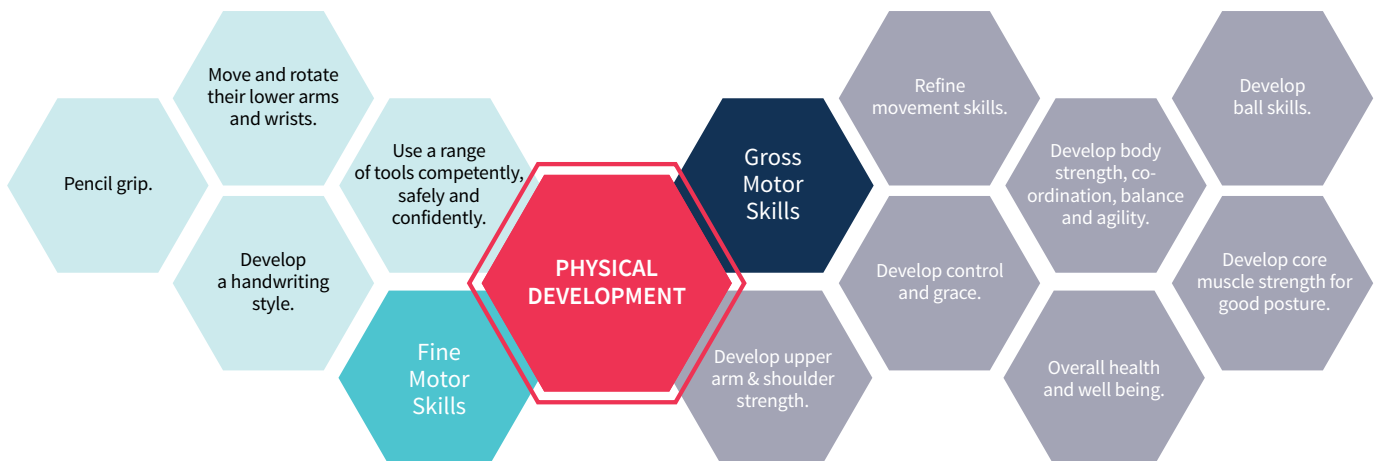 Pencil grip.
Move and rotate
their lower arms
and wrists.
Develop
a handwriting
style.
Use a range
of tools competently,
safely and
confidently.
Fine
Motor
Skills
PHYSICAL
DEVELOPMENT
Gross
Motor
Skills
Develop upper
arm & shoulder
strength.
Refine
movement skills.
Develop control
and grace.
Develop body
strength, co-
ordination, balance
and agility.
Overall health
and well being.
Develop
ball skills.
Develop core
muscle strength for
good posture.